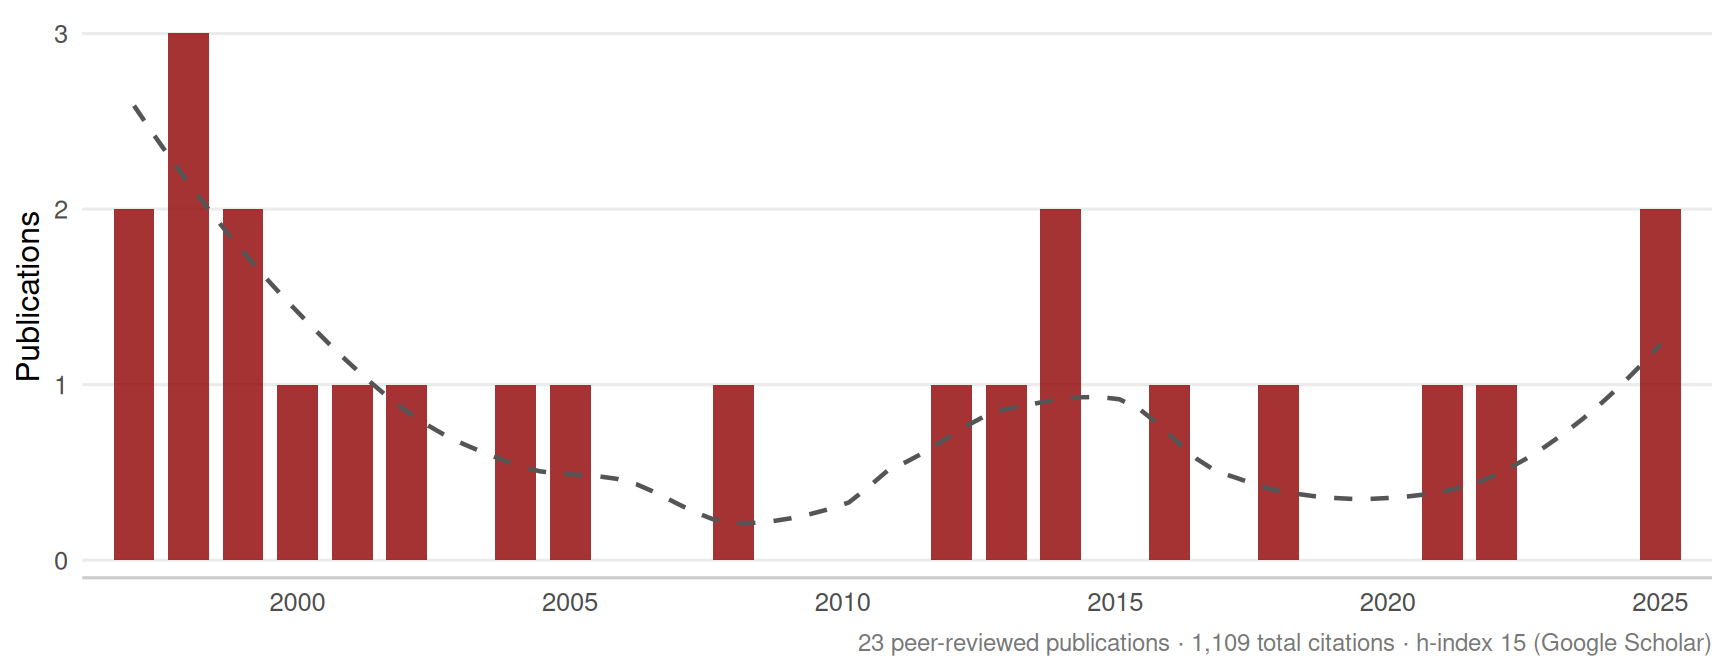 Publications
3
2
1
0
2000 2005 2010 2015 2020 2025
23 peer-reviewed publications · 1,109 total citations · h-index 15 (Google Scholar)